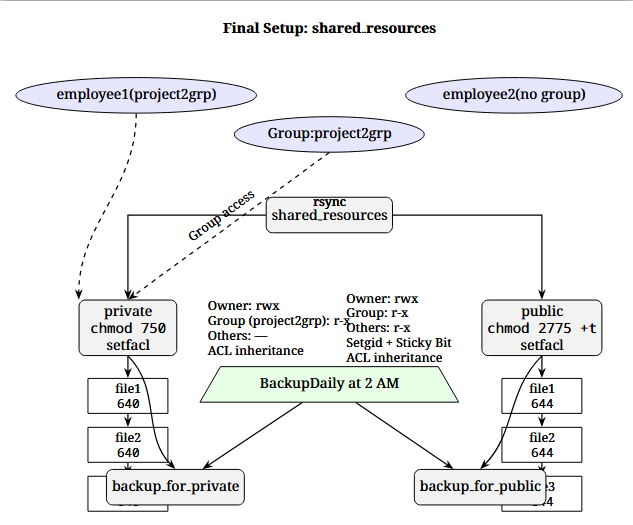 Final Setup: shared_resources
employee1(project2grp)
employee2(no group)
Group:project2grp
Group access
rsync
shared_resources
private
chmod 750
setfacl
Owner: rwx
Group (project2grp): r-x
Others: —
ACL inheritance
Owner: rwx
Group: r-x
Others: r-x
Setgid + Sticky Bit
ACL inheritance
public
chmod 2775 +t
setfacl
BackupDaily at 2 AM
file1
640
file2
640
file1
644
file2
644
backup_for_private
backup_for_public